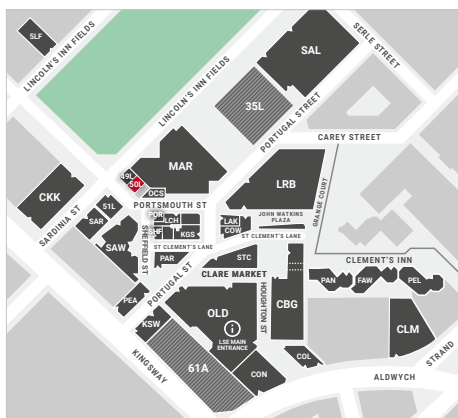 5LF
LINCOLN'S INN FIELDS
LINCOLN'S INN FIELDS
SAL
SERLE STREET
35L
PORTUGAL STREET
CAREY STREET
MAR
49L
50L
OCS
PORTSMOUTH ST
LRB
GRANGE COURT
CKK
SARDINIA ST
51L
SAR
POR
LCH
KGS
SHEFFIELD ST
LAK
COW
JOHN WATKINS
PLAZA
ST CLEMENT'S LANE
ST CLEMENT'S LANE
SAW
PAR
STC
CLARE MARKET
CLEMENT'S INN
PAN
FAW
PEL
PEA
PORTUGAL ST
HOUGHTON ST
CBG
OLD
LSE MAIN
ENTRANCE
KSW
KINGSWAY
61A
CON
COL
CLM
ALDWYCH
STRAND